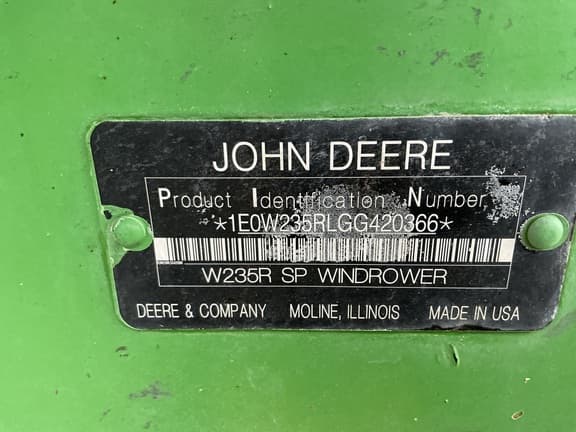 JOHN DEERE
Product Identification Number
*1E0W235RLGG420366*
W235R SP WINDROWER
DEERE & COMPANY MOLINE, ILLINOIS MADE IN USA